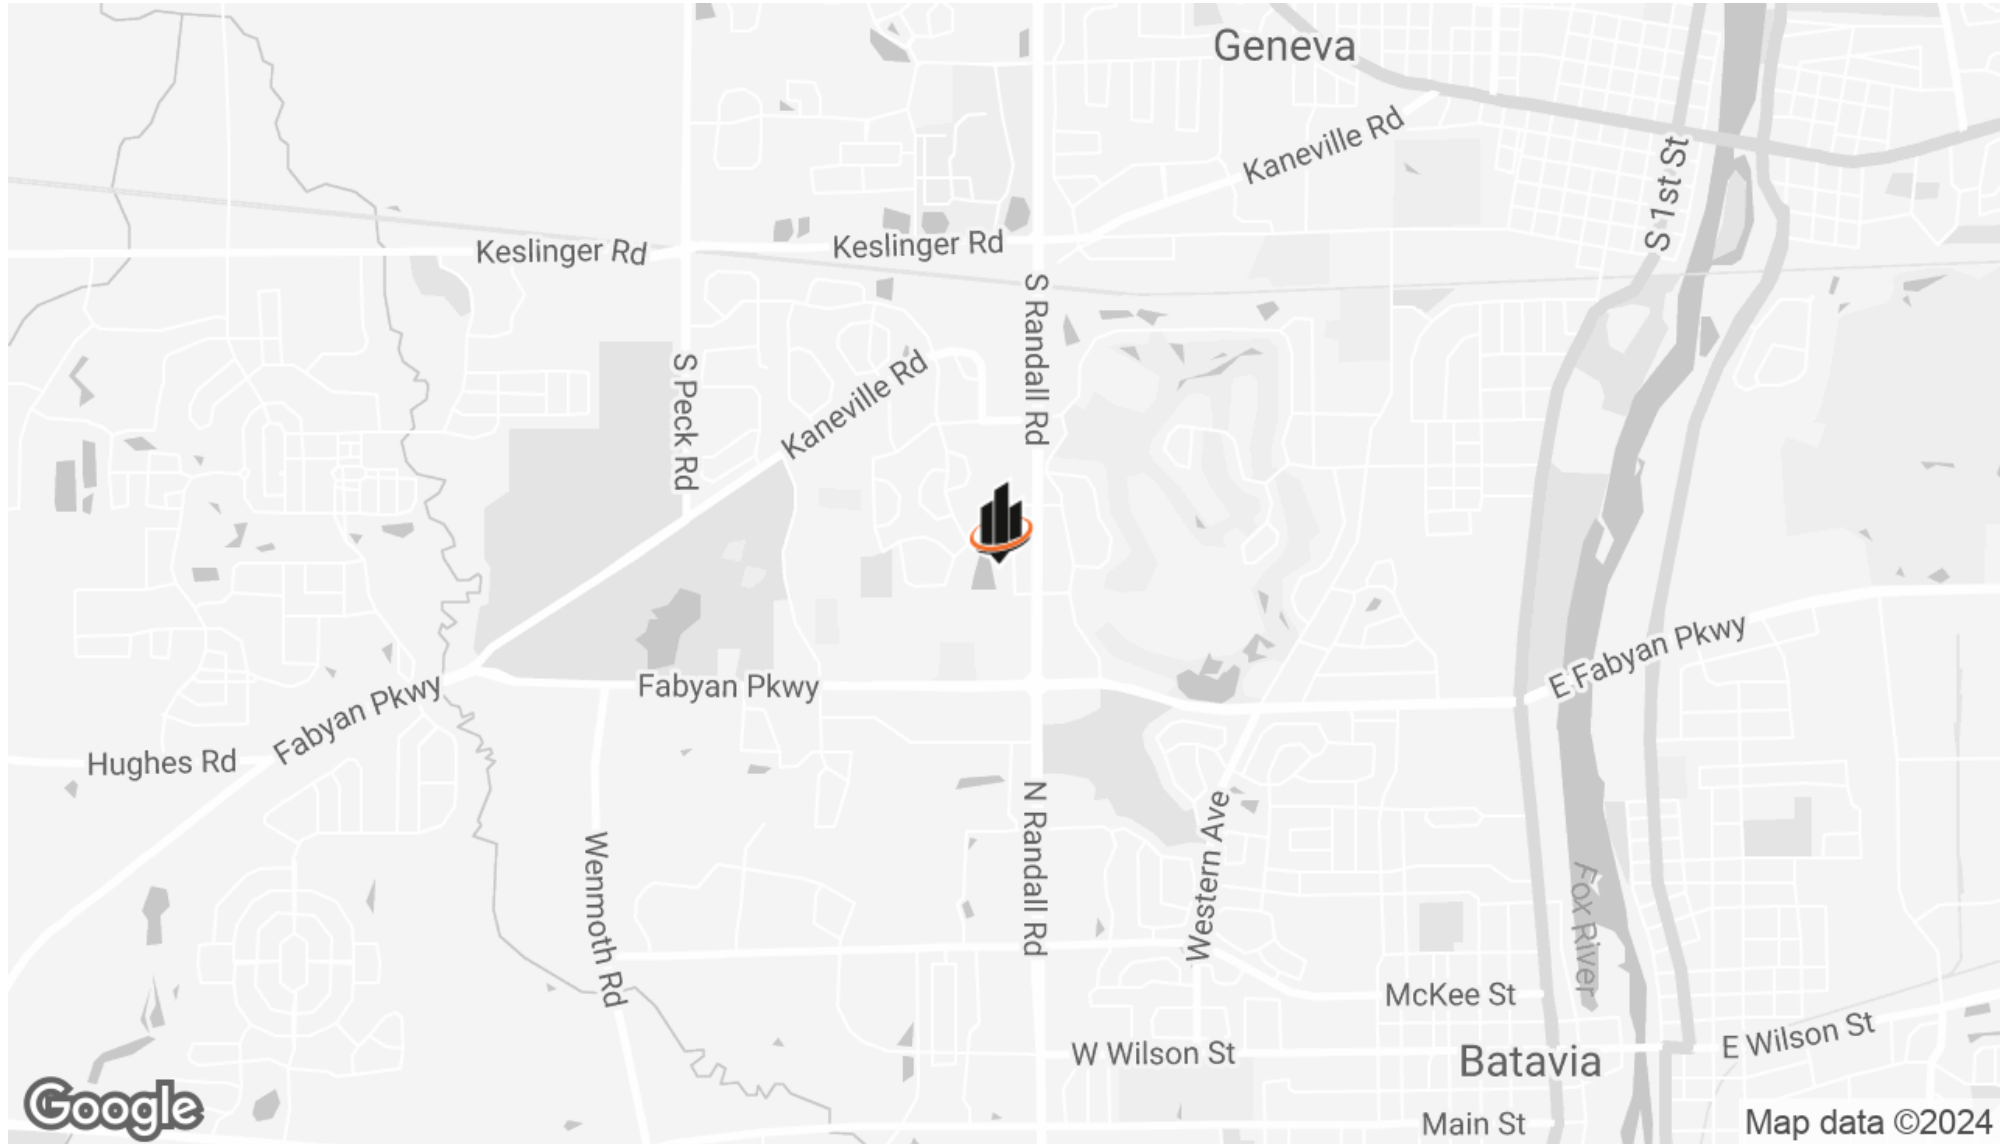 Geneva
Kaneville Rd
S 1st St
Keslinger Rd
Keslinger Rd
S Randall Rd
S Peck Rd
Kaneville Rd
E Fabyan Pkwy
Fabyan Pkwy
Fabyan Pkwy
Hughes Rd
N Randall Rd
Western Ave
Wenmoth Rd
Fox River
McKee St
W Wilson St
E Wilson St
Batavia
Main St
Google
Map data ©2024